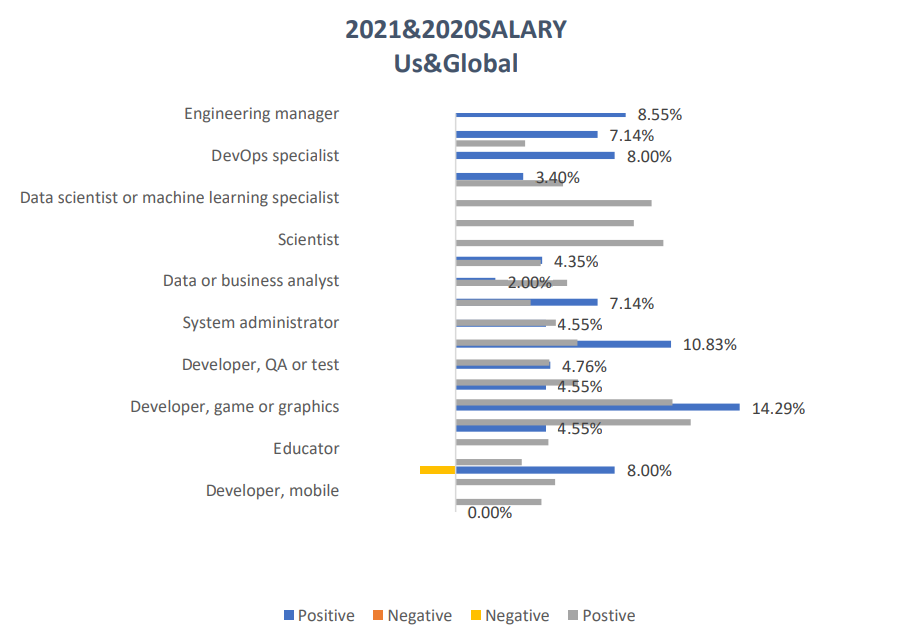 2021&2020SALARY
Us&Global
Engineering manager
8.55%
7.14%
DevOps specialist
8.00%
3.40%
Data scientist or machine learning specialist
Scientist
4.35%
Data or business analyst
2.00%
7.14%
System administrator
4.55%
10.83%
Developer, QA or test
4.76%
4.55%
Developer, game or graphics
14.29%
4.55%
Educator
8.00%
Developer, mobile
0.00%
Positive Negative Negative Postive